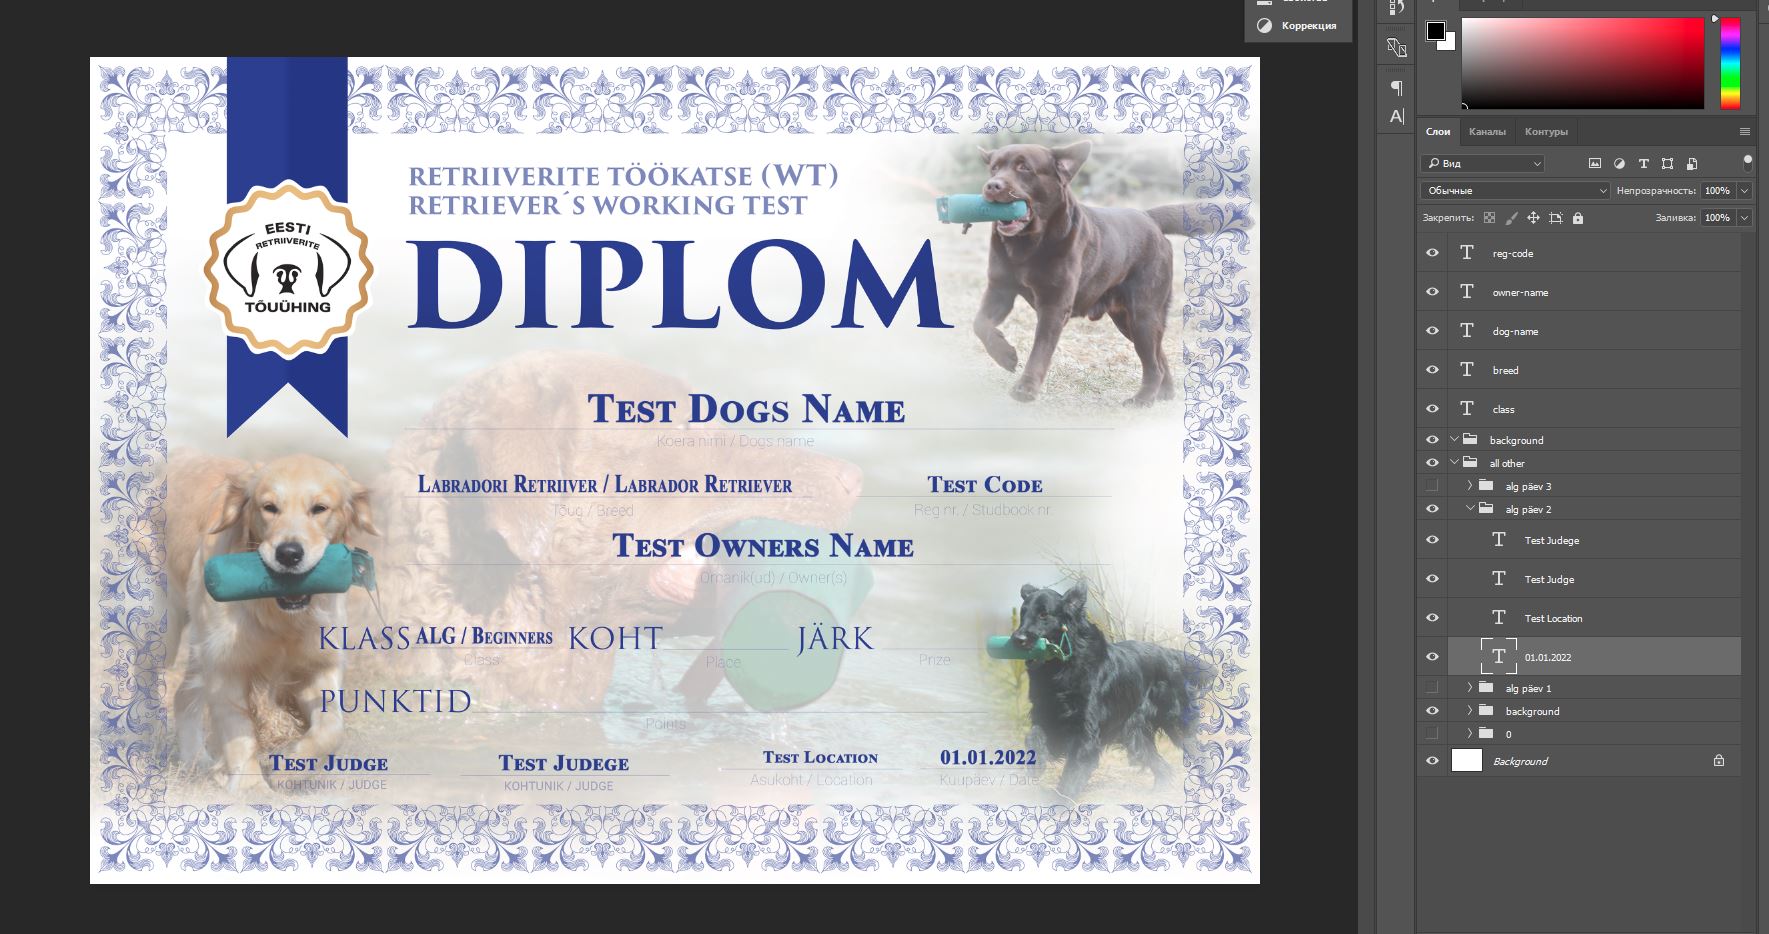 Коррекция
RETRIIVERITE TÖÖKATSE (WT)
RETRIEVER´S WORKING TEST
DIPLOM
EESTI
RETRIIVERITE
TÕUÜHING
TEST DOGS NAME
Koera nimi / Dogs name
LABRADORI RETRIIVER / LABRADOR RETRIEVER
TEST CODE
Tõug / Breed
Reg nr. / Studbook nr.
TEST OWNERS NAME
Omanik(ud) / Owner(s)
KLASS ALG / BEGINNERS KOHT JÄRK
Class Place Prize
PUNKTID
Points
TEST JUDGE TEST JUDEGE TEST LOCATION 01.01.2022
KOHTUNIK / JUDGE KOHTUNIK / JUDGE Asukoht / Location Kuupäev / Date
Слои Каналы Контуры
Вид
Обычные Непрозрачность: 100%
Закрепить: Заливка: 100%
reg-code
owner-name
dog-name
breed
class
background
all other
alg päev 3
alg päev 2
Test Judege
Test Judge
Test Location
01.01.2022
alg päev 1
background
0
Background